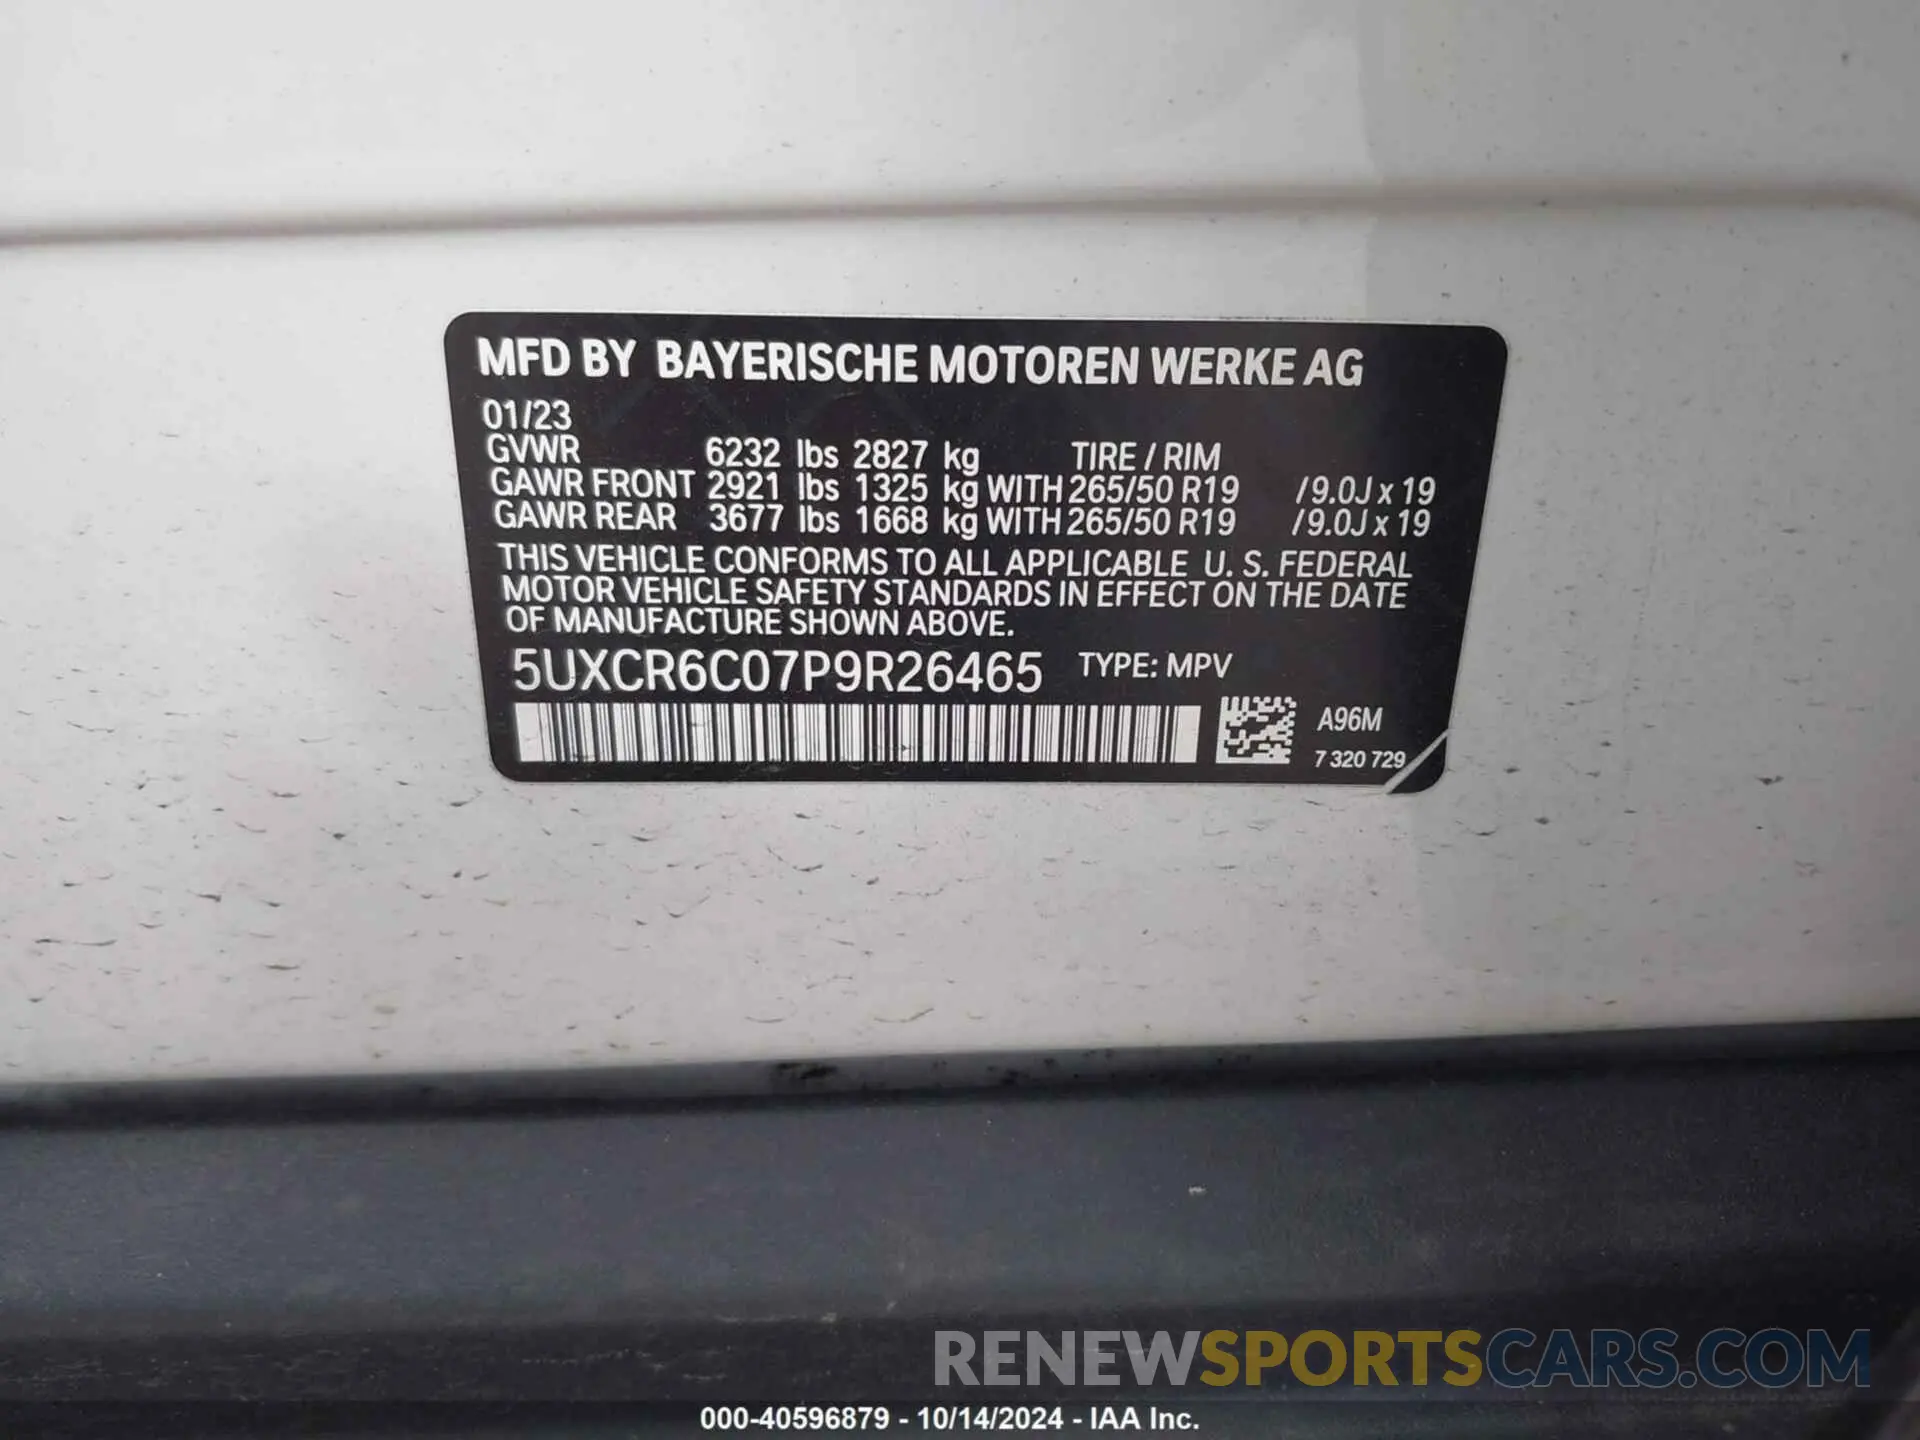 MFD BY BAYERISCHE MOTOREN WERKE AG
01/23
GVWR 6232 lbs 2827 kg TIRE / RIM
GAWR FRONT 2921 lbs 1325 kg WITH 265/50 R19 / 9.0J x 19
GAWR REAR 3677 lbs 1668 kg WITH 265/50 R19 / 9.0J x 19
THIS VEHICLE CONFORMS TO ALL APPLICABLE U. S. FEDERAL
MOTOR VEHICLE SAFETY STANDARDS IN EFFECT ON THE DATE
OF MANUFACTURE SHOWN ABOVE.
5UXCR6C07P9R26465 TYPE: MPV
A96M
7 320 729
RENEWSPORTSCARS.COM
000-40596879 - 10/14/2024 - IAA Inc.